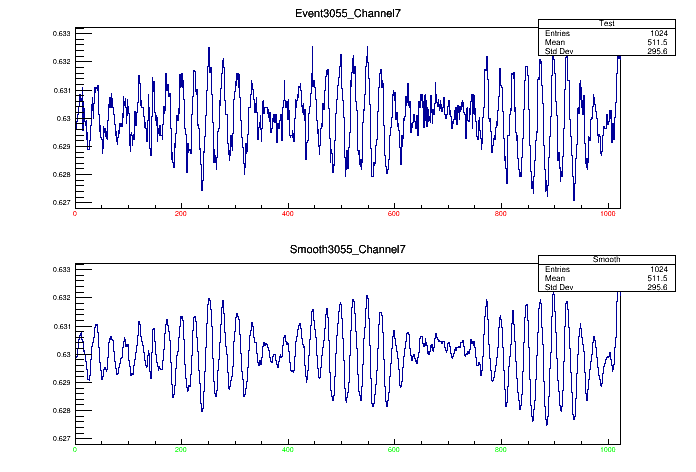 Event3055_Channel7
Test
Entries 1024
Mean 511.5
Std Dev 295.6
0.633
0.632
0.631
0.63
0.629
0.628
0.627
0 200 400 600 800 1000
Smooth3055_Channel7
Smooth
Entries 1024
Mean 511.5
Std Dev 295.6
0.633
0.632
0.631
0.63
0.629
0.628
0.627
0 200 400 600 800 1000